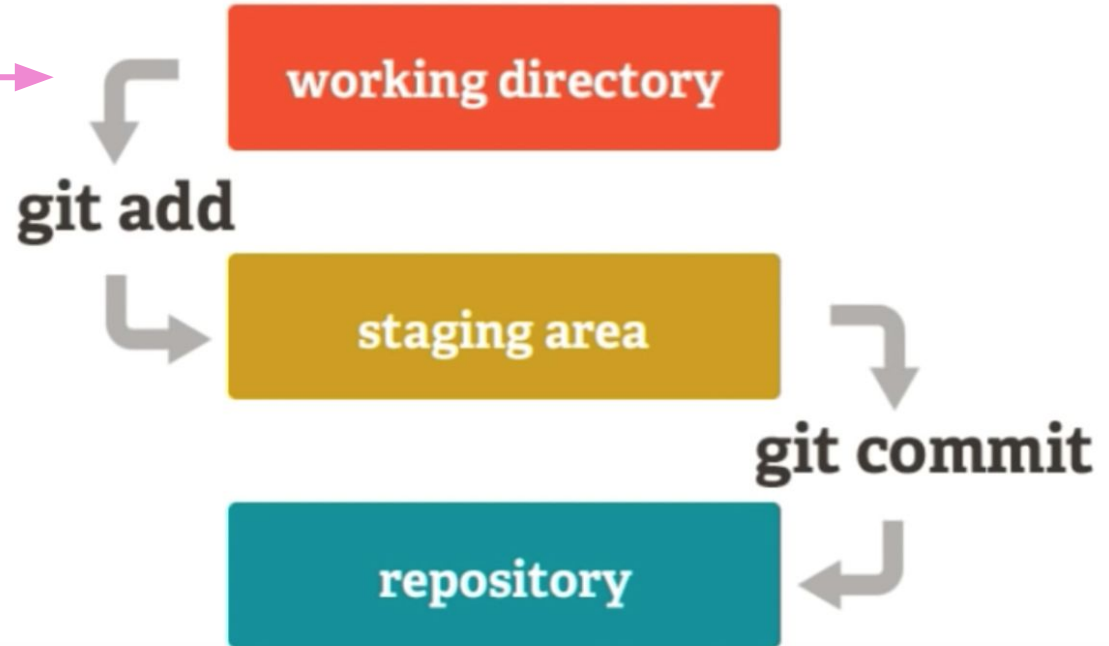 working directory
git add
staging area
git commit
repository